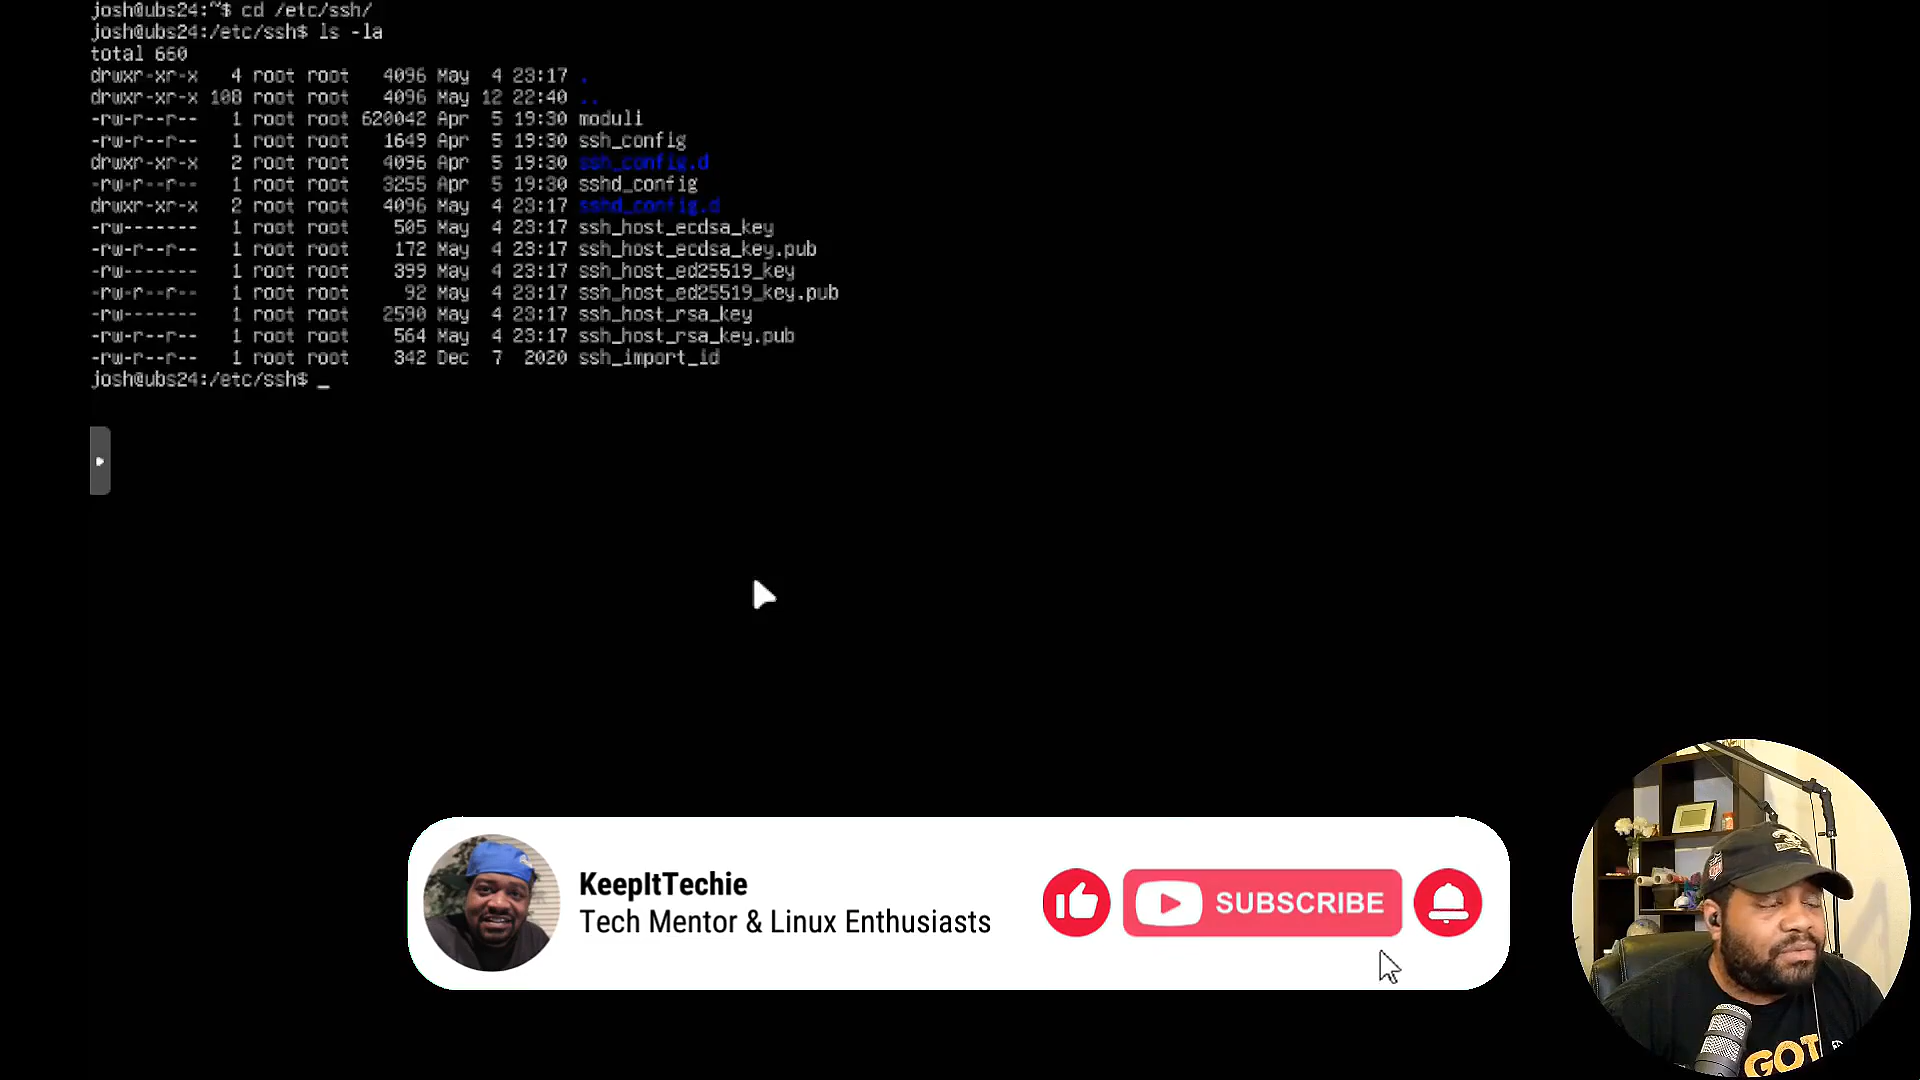 josh@ubs24:~$ cd /etc/ssh/
josh@ubs24:/etc/ssh$ ls -la
total 660
drwxr-xr-x   4 root root   4096 May  4 23:17 .
drwxr-xr-x 108 root root   4096 May 12 22:40 ..
-rw-r--r--   1 root root 620042 Apr  5 19:30 moduli
-rw-r--r--   1 root root   1649 Apr  5 19:30 ssh_config
drwxr-xr-x   2 root root   4096 Apr  5 19:30 ssh_config.d
-rw-r--r--   1 root root   3255 Apr  5 19:30 sshd_config
drwxr-xr-x   2 root root   4096 May  4 23:17 sshd_config.d
-rw-------   1 root root    505 May  4 23:17 ssh_host_ecdsa_key
-rw-r--r--   1 root root    172 May  4 23:17 ssh_host_ecdsa_key.pub
-rw-------   1 root root    399 May  4 23:17 ssh_host_ed25519_key
-rw-r--r--   1 root root     92 May  4 23:17 ssh_host_ed25519_key.pub
-rw-------   1 root root   2590 May  4 23:17 ssh_host_rsa_key
-rw-r--r--   1 root root    564 May  4 23:17 ssh_host_rsa_key.pub
-rw-r--r--   1 root root    342 Dec  7  2020 ssh_import_id
josh@ubs24:/etc/ssh$ _
KeepItTechie
Tech Mentor & Linux Enthusiasts
SUBSCRIBE
GOT